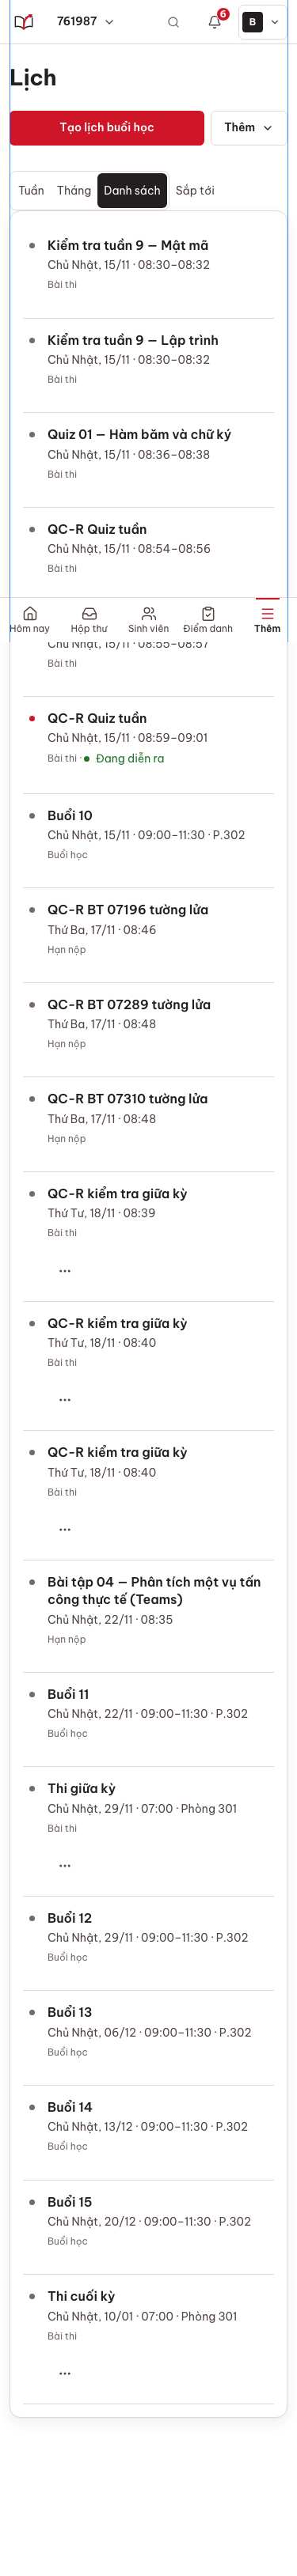 761987
6
B
Lịch
Tạo lịch buổi học
Thêm
Tuần Tháng Danh sách Sắp tới
Kiểm tra tuần 9 — Mật mã
Chủ Nhật, 15/11 · 08:30–08:32
Bài thi
Kiểm tra tuần 9 — Lập trình
Chủ Nhật, 15/11 · 08:30–08:32
Bài thi
Quiz 01 — Hàm băm và chữ ký
Chủ Nhật, 15/11 · 08:36–08:38
Bài thi
QC-R Quiz tuần
Chủ Nhật, 15/11 · 08:54–08:56
Bài thi
Hôm nay Hộp thư Sinh viên Điểm danh Thêm
Chủ Nhật, 15/11 · 08:55–08:57
Bài thi
QC-R Quiz tuần
Chủ Nhật, 15/11 · 08:59–09:01
Bài thi · Đang diễn ra
Buổi 10
Chủ Nhật, 15/11 · 09:00–11:30 · P.302
Buổi học
QC-R BT 07196 tường lửa
Thứ Ba, 17/11 · 08:46
Hạn nộp
QC-R BT 07289 tường lửa
Thứ Ba, 17/11 · 08:48
Hạn nộp
QC-R BT 07310 tường lửa
Thứ Ba, 17/11 · 08:48
Hạn nộp
QC-R kiểm tra giữa kỳ
Thứ Tư, 18/11 · 08:39
Bài thi
...
QC-R kiểm tra giữa kỳ
Thứ Tư, 18/11 · 08:40
Bài thi
...
QC-R kiểm tra giữa kỳ
Thứ Tư, 18/11 · 08:40
Bài thi
...
Bài tập 04 — Phân tích một vụ tấn
công thực tế (Teams)
Chủ Nhật, 22/11 · 08:35
Hạn nộp
Buổi 11
Chủ Nhật, 22/11 · 09:00–11:30 · P.302
Buổi học
Thi giữa kỳ
Chủ Nhật, 29/11 · 07:00 · Phòng 301
Bài thi
...
Buổi 12
Chủ Nhật, 29/11 · 09:00–11:30 · P.302
Buổi học
Buổi 13
Chủ Nhật, 06/12 · 09:00–11:30 · P.302
Buổi học
Buổi 14
Chủ Nhật, 13/12 · 09:00–11:30 · P.302
Buổi học
Buổi 15
Chủ Nhật, 20/12 · 09:00–11:30 · P.302
Buổi học
Thi cuối kỳ
Chủ Nhật, 10/01 · 07:00 · Phòng 301
Bài thi
...